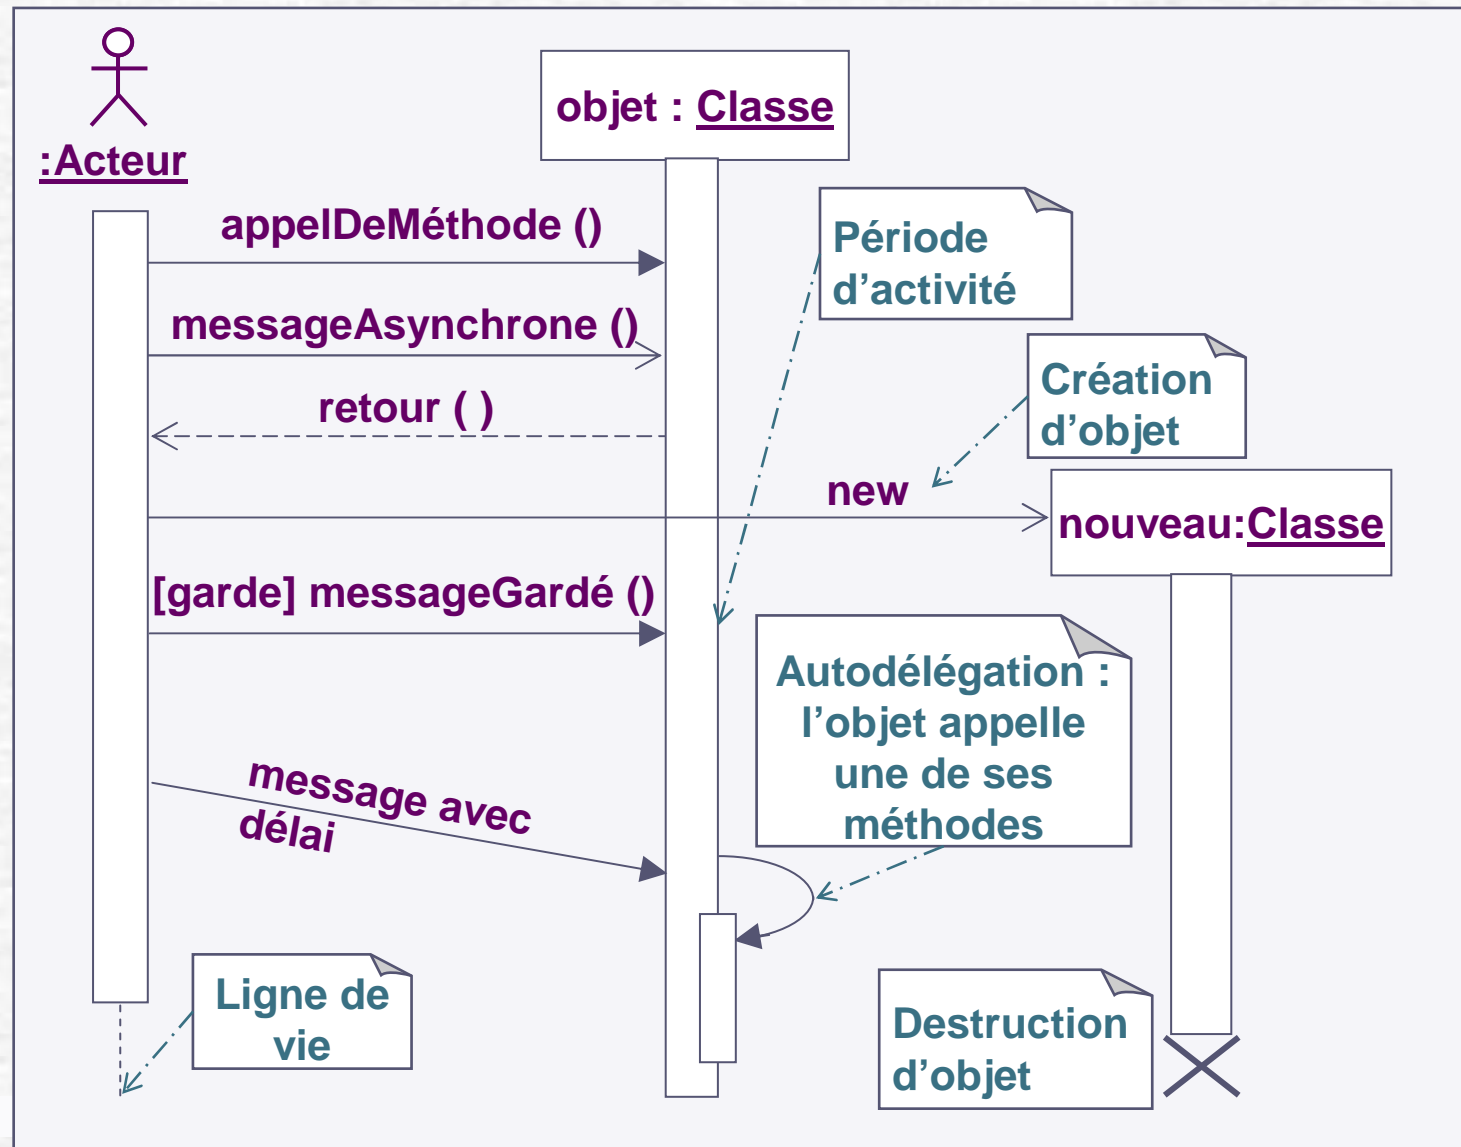 objet : Classe
:Acteur
appelDeMéthode ()
Période
d’activité
messageAsynchrone ()
Création
d’objet
retour ( )
new
nouveau:Classe
[garde] messageGardé ()
Autodélégation :
l’objet appelle
une de ses
méthodes
message avec
délai
Ligne de
vie
Destruction
d’objet